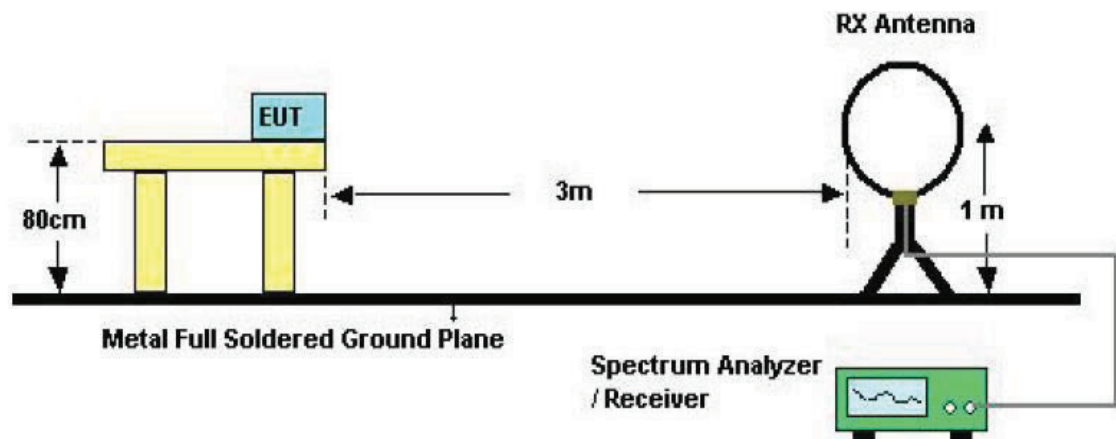 RX Antenna
EUT
3m
80cm
1 m
Metal Full Soldered Ground Plane
Spectrum Analyzer
/ Receiver